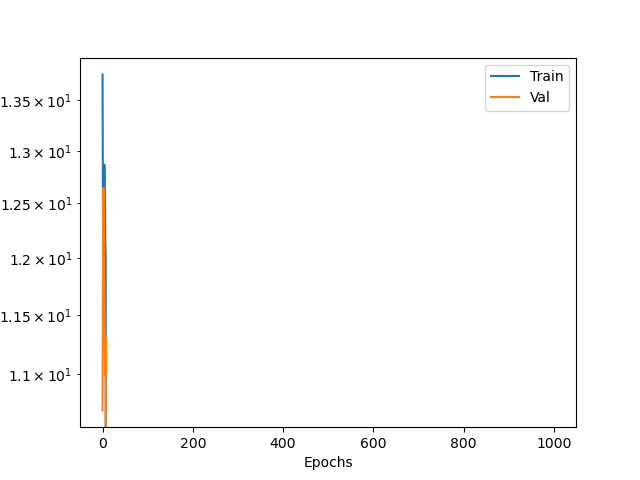 Train
Val
1.35 × 10¹
1.3 × 10¹
1.25 × 10¹
1.2 × 10¹
1.15 × 10¹
1.1 × 10¹
0 200 400 600 800 1000
Epochs